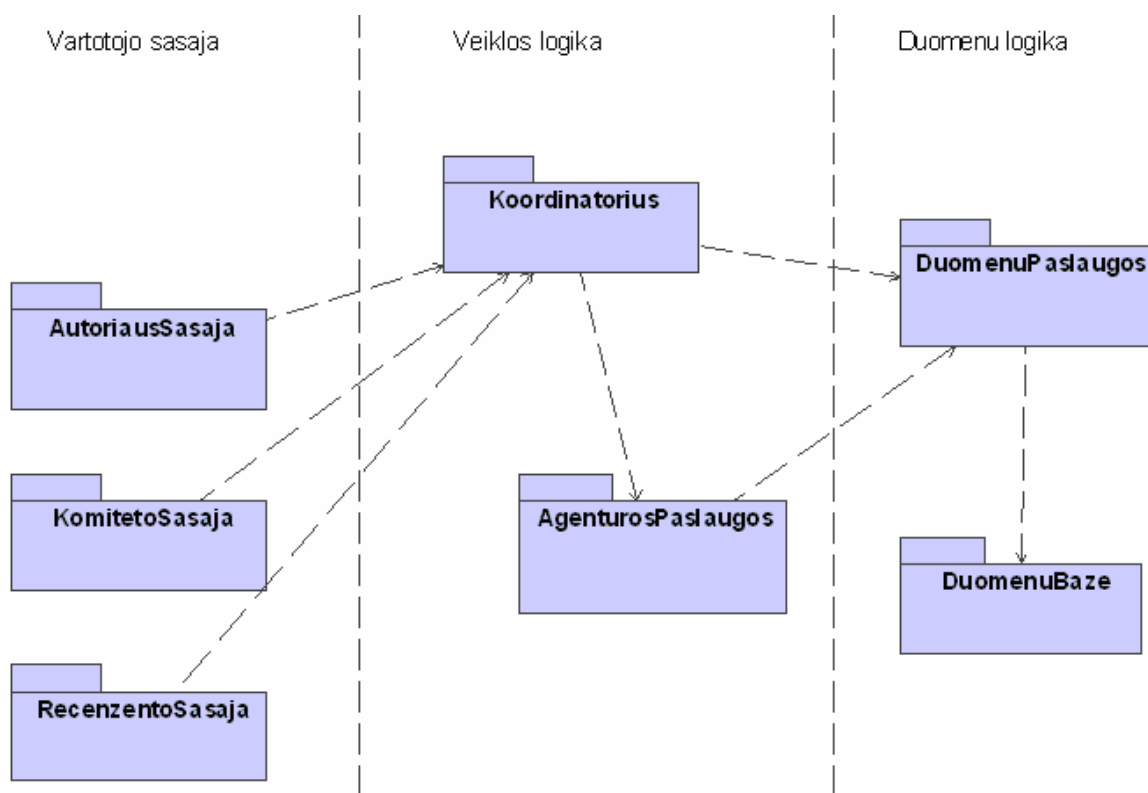 Vartotojo sasaja
Veiklos logika
Duomenu logika
Koordinatorius
DuomenuPaslaugos
AutoriausSasaja
KomitetoSasaja
AgenturosPaslaugos
DuomenuBaze
RecenzentoSasaja